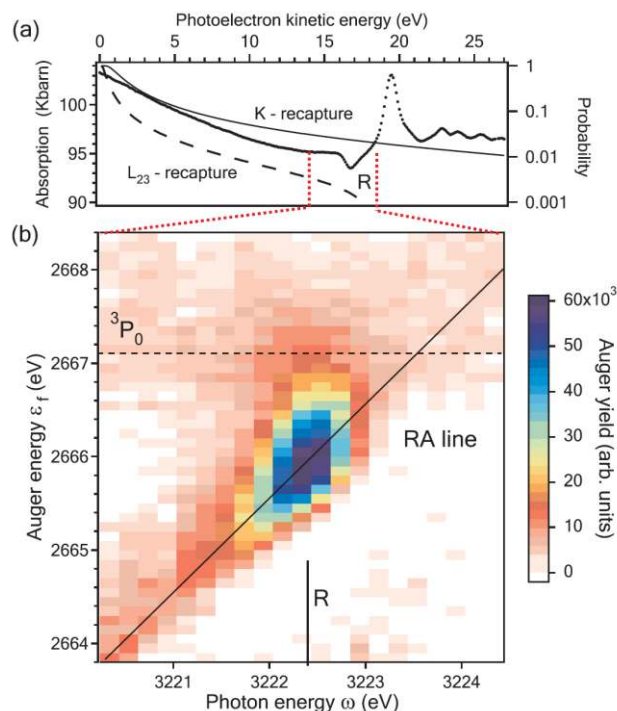 Photoelectron kinetic energy (eV)
(a)
0 5 10 15 20 25
Absorption (Kbarn)
100
95
90
K - recapture
L₂₃ - recapture
R
1
0.1
0.01
0.001
Probability
(b)
Auger energy ε f (eV)
2668
2667
2666
2665
2664
³P₀
RA line
R
3221 3222 3223 3224
Photon energy ω (eV)
60x10³
50
40
30
20
10
0
Auger yield (arb. units)